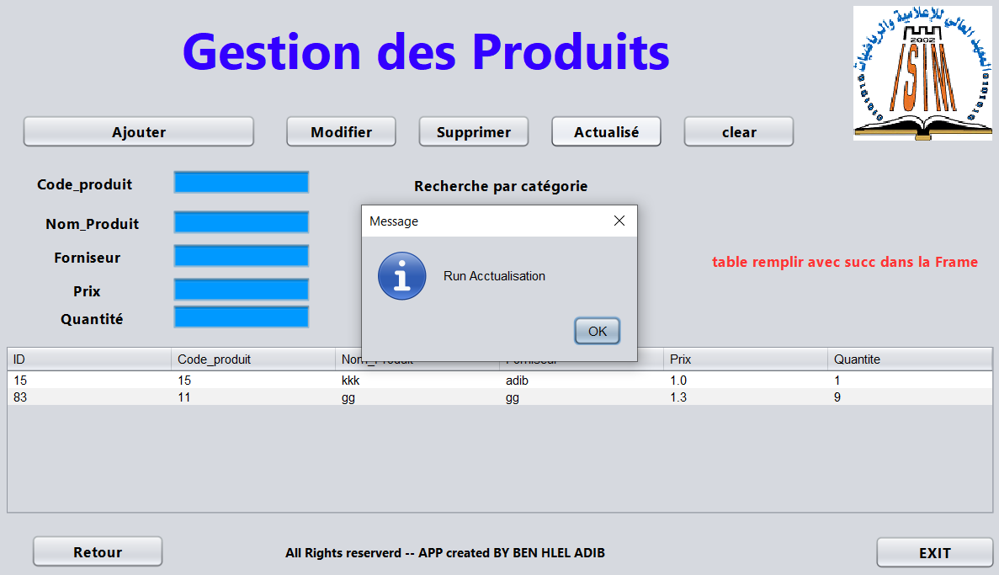 المعهد العالي للإعلامية والرياضيات
2002
ISIM
Gestion des Produits
Ajouter
Modifier
Supprimer
Actualisé
clear
Code_produit
Recherche par catégorie
Nom_Produit
Message
Forniseur
Run Acctualisation
table remplir avec succ dans la Frame
Prix
Quantité
OK
ID Code_produit Nom_Produit Forniseur Prix Quantite
15 15 kkk adib 1.0 1
83 11 gg gg 1.3 9
Retour
All Rights reserverd -- APP created BY BEN HLEL ADIB
EXIT